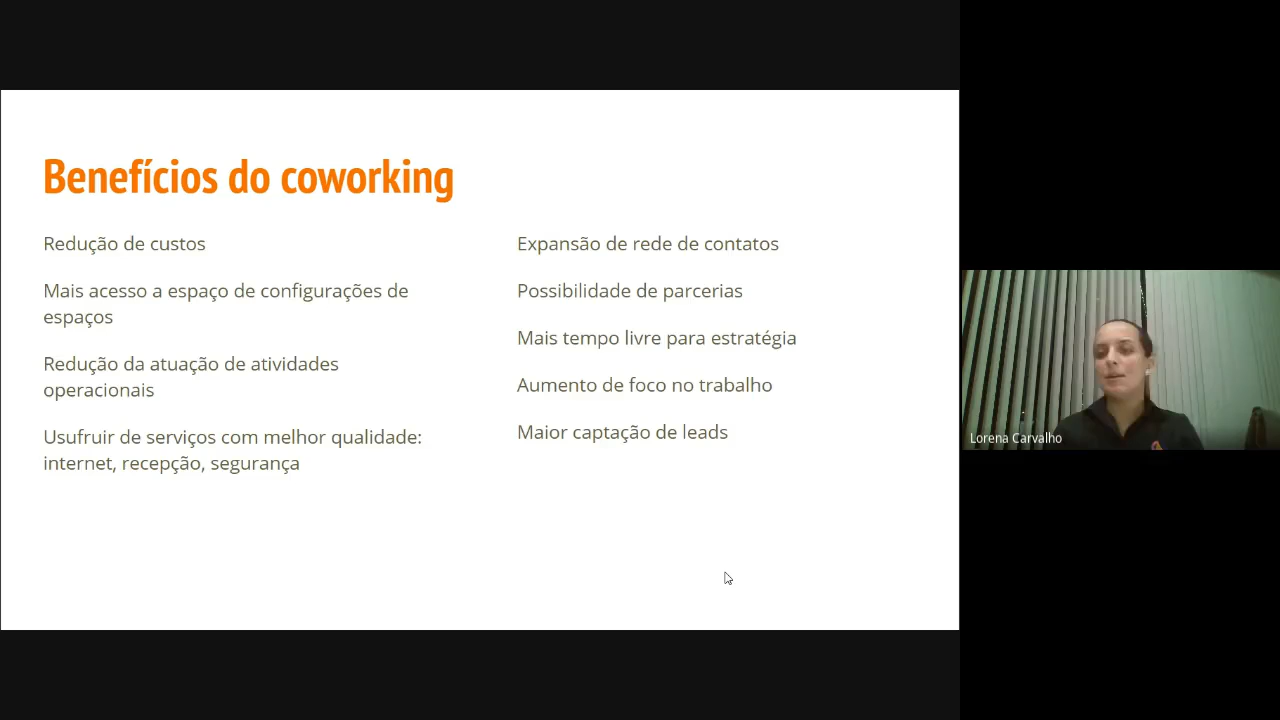 Benefícios do coworking
Redução de custos
Mais acesso a espaço de configurações de
espaços
Redução da atuação de atividades
operacionais
Usufruir de serviços com melhor qualidade:
internet, recepção, segurança
Expansão de rede de contatos
Possibilidade de parcerias
Mais tempo livre para estratégia
Aumento de foco no trabalho
Maior captação de leads
Lorena Carvalho